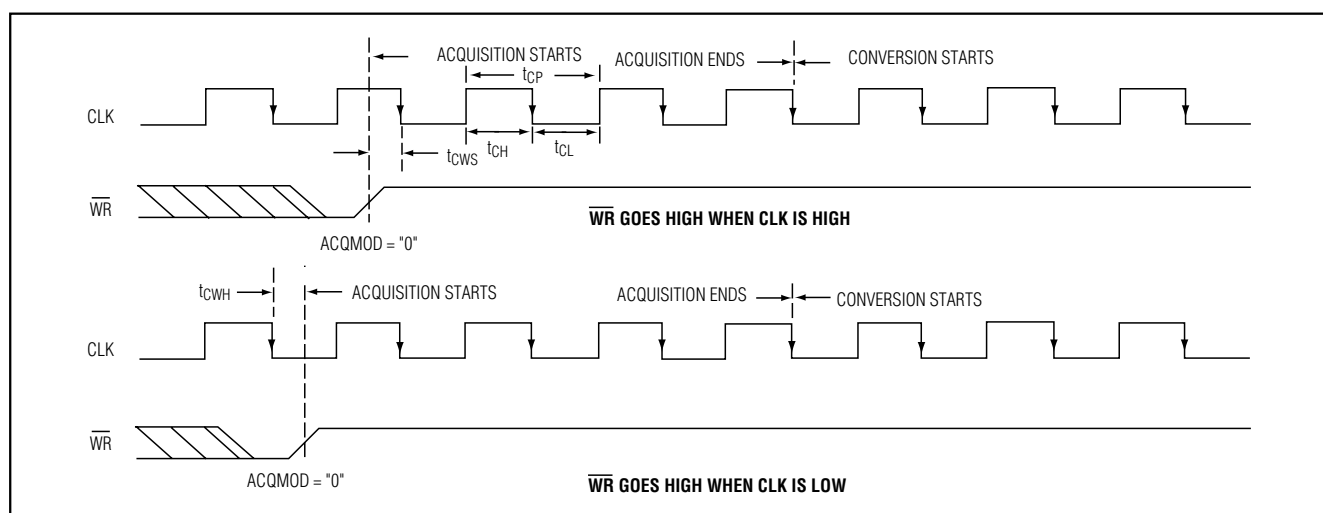 ACQUISITION STARTS
ACQUISITION ENDS
CONVERSION STARTS
tCP
CLK
tCWS
tCH
tCL
WR
WR GOES HIGH WHEN CLK IS HIGH
ACQMOD = "0"
tCWH
ACQUISITION STARTS
ACQUISITION ENDS
CONVERSION STARTS
CLK
WR
ACQMOD = "0"
WR GOES HIGH WHEN CLK IS LOW